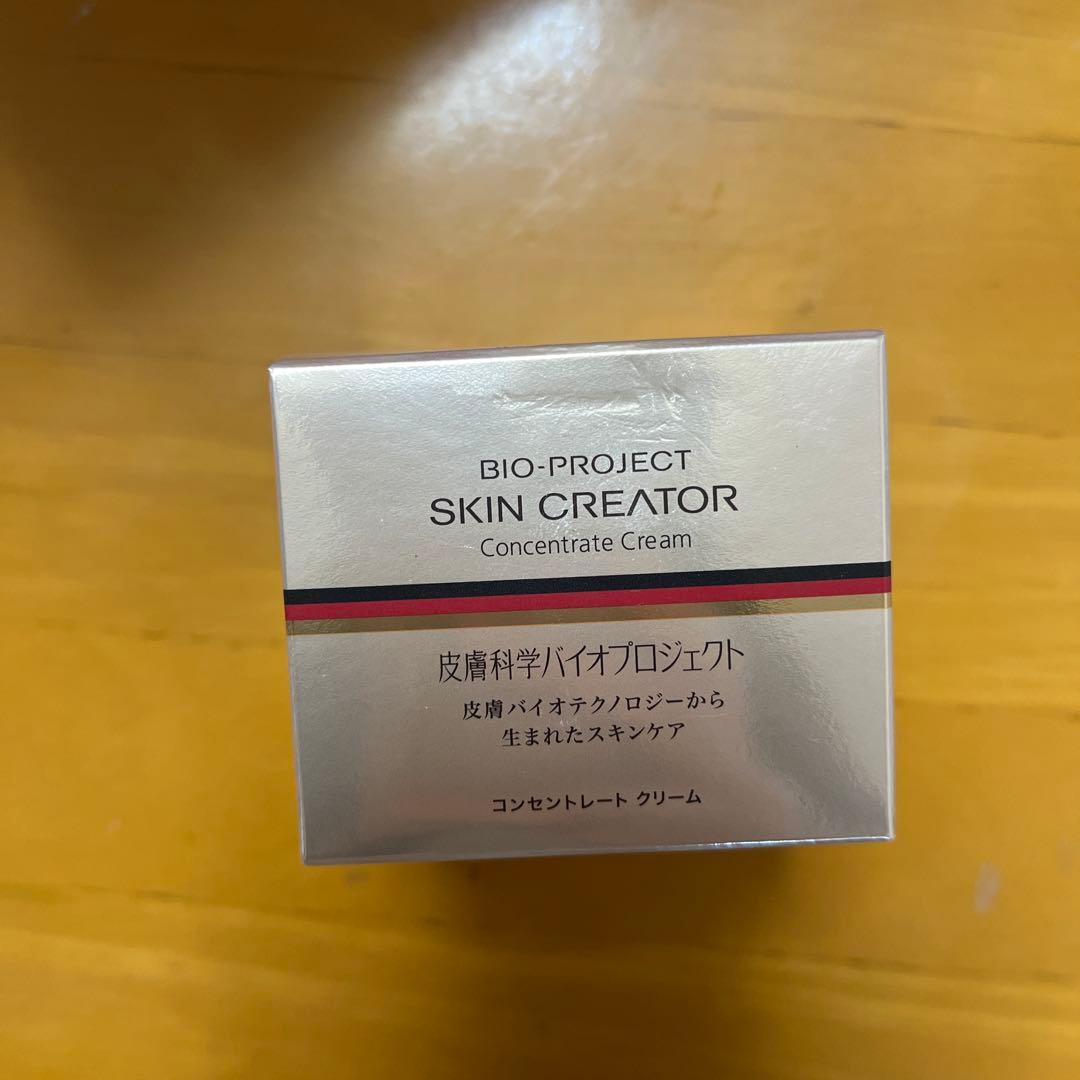 BIO-PROJECT
SKIN CREATOR
Concentrate Cream
皮膚科学バイオプロジェクト
皮膚バイオテクノロジーから
生まれたスキンケア
コンセントレート クリーム